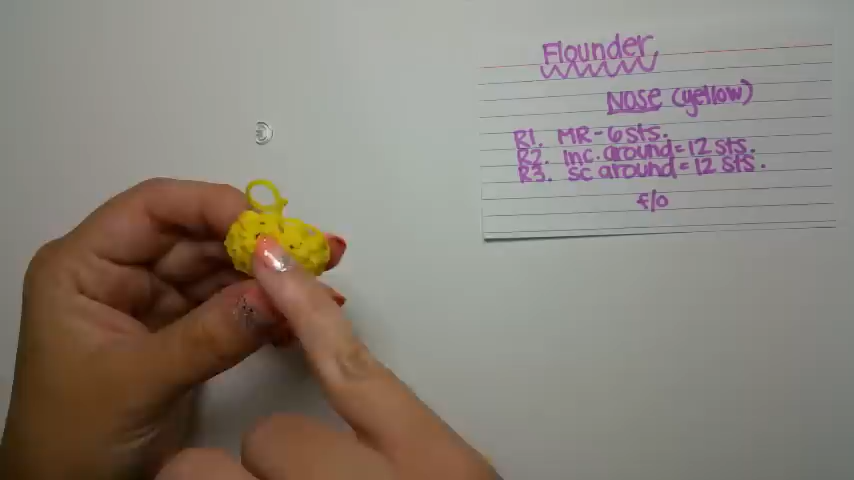 Flounder
Nose (yellow)
R1. MR-6sts.
R2. inc. around=12 sts.
R3. sc around=12 sts.
f/o